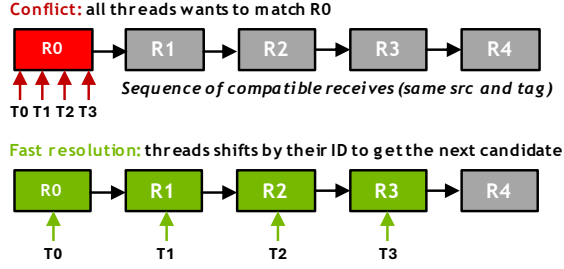 Conflict: all threads wants to match R0
R0 R1 R2 R3 R4
T0 T1 T2 T3
Sequence of compatible receives (same src and tag)
Fast resolution: threads shifts by their ID to get the next candidate
R0 R1 R2 R3 R4
T0 T1 T2 T3